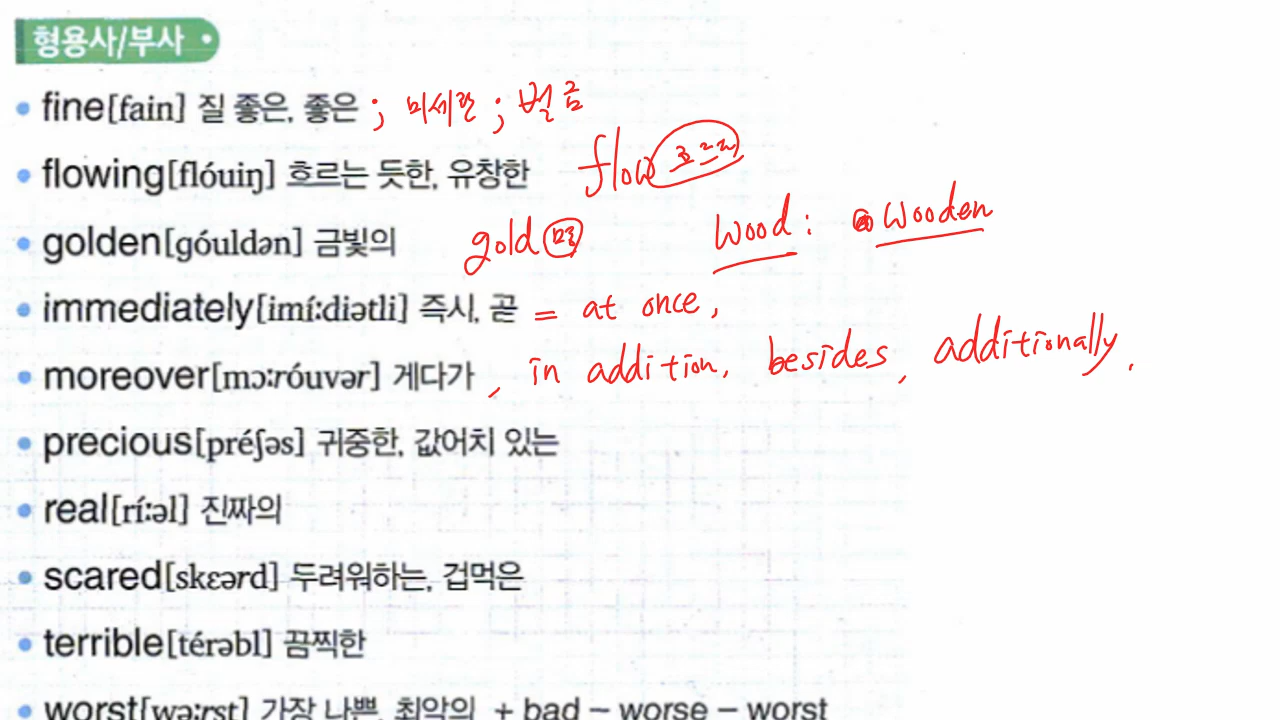 형용사/부사
fine[fain] 질 좋은, 좋은 ; 미세한 ; 벌금
flowing[flóuiŋ] 흐르는 듯한, 유창한 flow 흐르다
golden[góuldən] 금빛의 gold wood : wooden
immediately[imíːdiətli] 즉시, 곧 = at once,
moreover[mɔːróuvər] 게다가 , in addition, besides, additionally.
precious[préʃəs] 귀중한, 값어치 있는
real[ríːəl] 진짜의
scared[skɛərd] 두려워하는, 겁먹은
terrible[térəbl] 끔찍한
worst[wəːrst] 가장 나쁜, 최악의 + bad – worse – worst